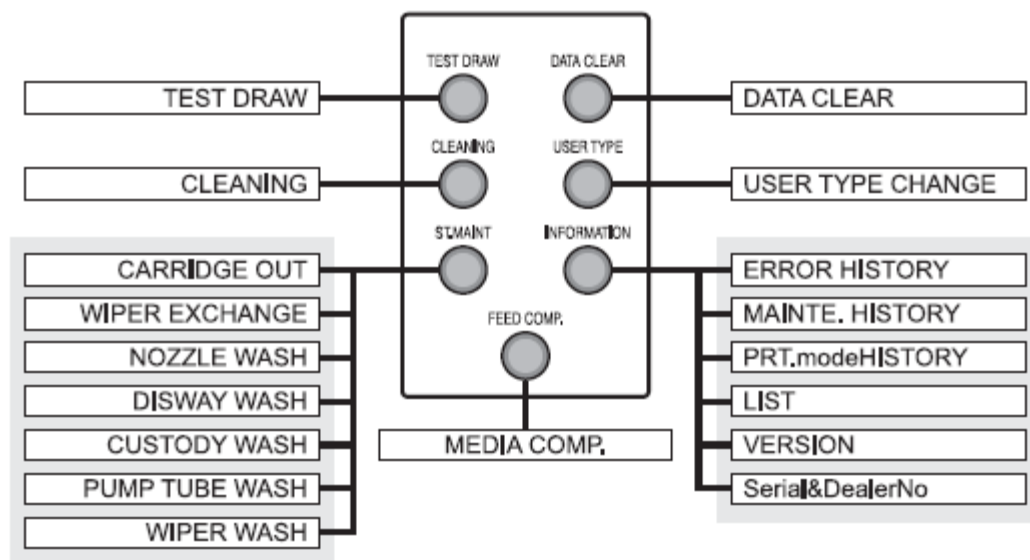 TEST DRAW
DATA CLEAR
TEST DRAW
DATA CLEAR
CLEANING
USER TYPE
CLEANING
USER TYPE CHANGE
ST.MAINT
INFORMATION
CARRIDGE OUT
ERROR HISTORY
WIPER EXCHANGE
MAINTE. HISTORY
FEED COMP.
NOZZLE WASH
PRT.modeHISTORY
DISWAY WASH
LIST
CUSTODY WASH
MEDIA COMP.
VERSION
PUMP TUBE WASH
Serial&DealerNo
WIPER WASH